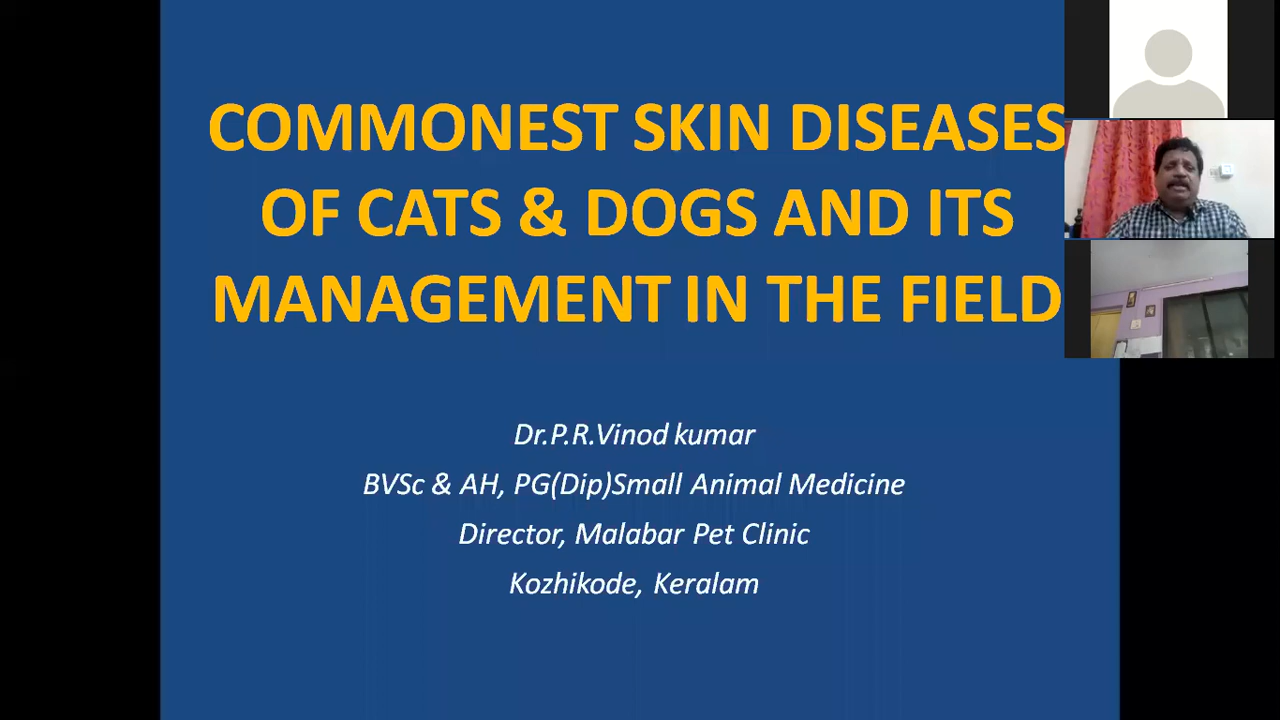 COMMONEST SKIN DISEASES
OF CATS & DOGS AND ITS
MANAGEMENT IN THE FIELD
Dr.P.R.Vinod kumar
BVSc & AH, PG(Dip)Small Animal Medicine
Director, Malabar Pet Clinic
Kozhikode, Keralam